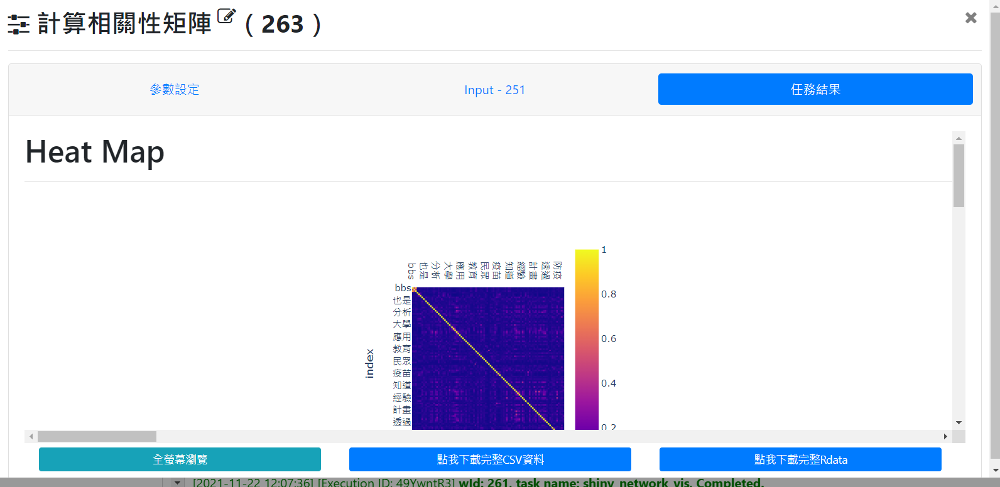 計算相關性矩陣 ( 263 )
參數設定
Input - 251
任務結果
Heat Map
bbs
也是
分析
大學
應用
教育
民眾
疫苗
知道
經驗
計畫
透過
防疫
1
0.8
0.6
0.4
0.2
bbs
也是
分析
大學
應用
教育
民眾
疫苗
知道
經驗
計畫
透過
index
全螢幕瀏覽
點我下載完整CSV資料
點我下載完整Rdata
[2021-11-22 12:07:36] [Execution ID: 49YwntR3] wId: 261, task name: shiny_network_vis, Completed.